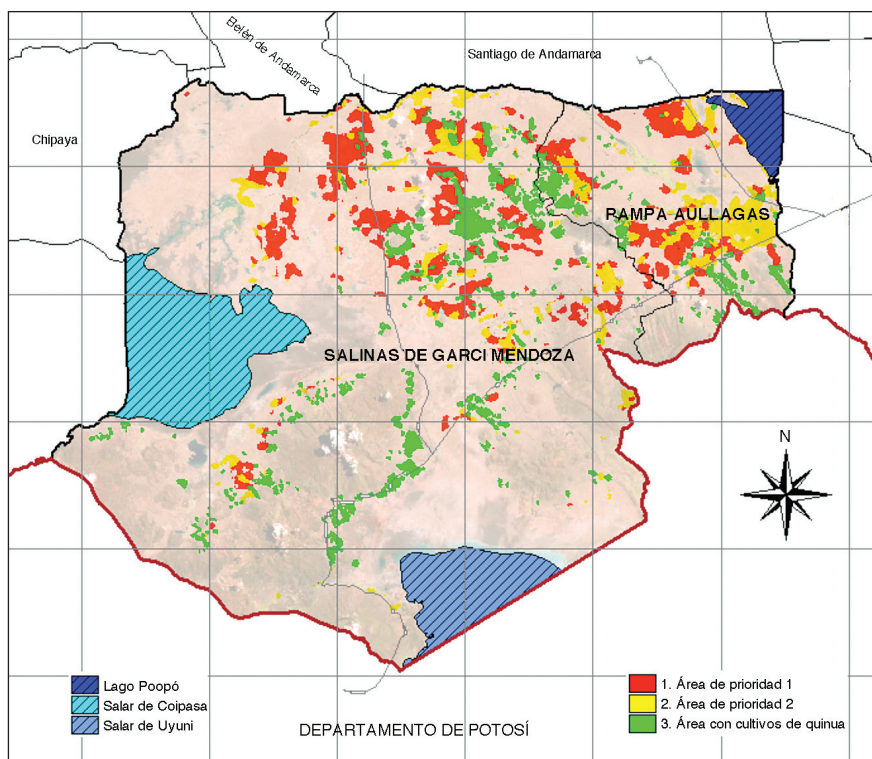 Belén de Andamarca
Santiago de Andamarca
Chipaya
PAMPA AULLAGAS
SALINAS DE GARCI MENDOZA
N
Lago Poopó
Salar de Coipasa
Salar de Uyuni
DEPARTAMENTO DE POTOSÍ
1. Área de prioridad 1
2. Área de prioridad 2
3. Área con cultivos de quinua